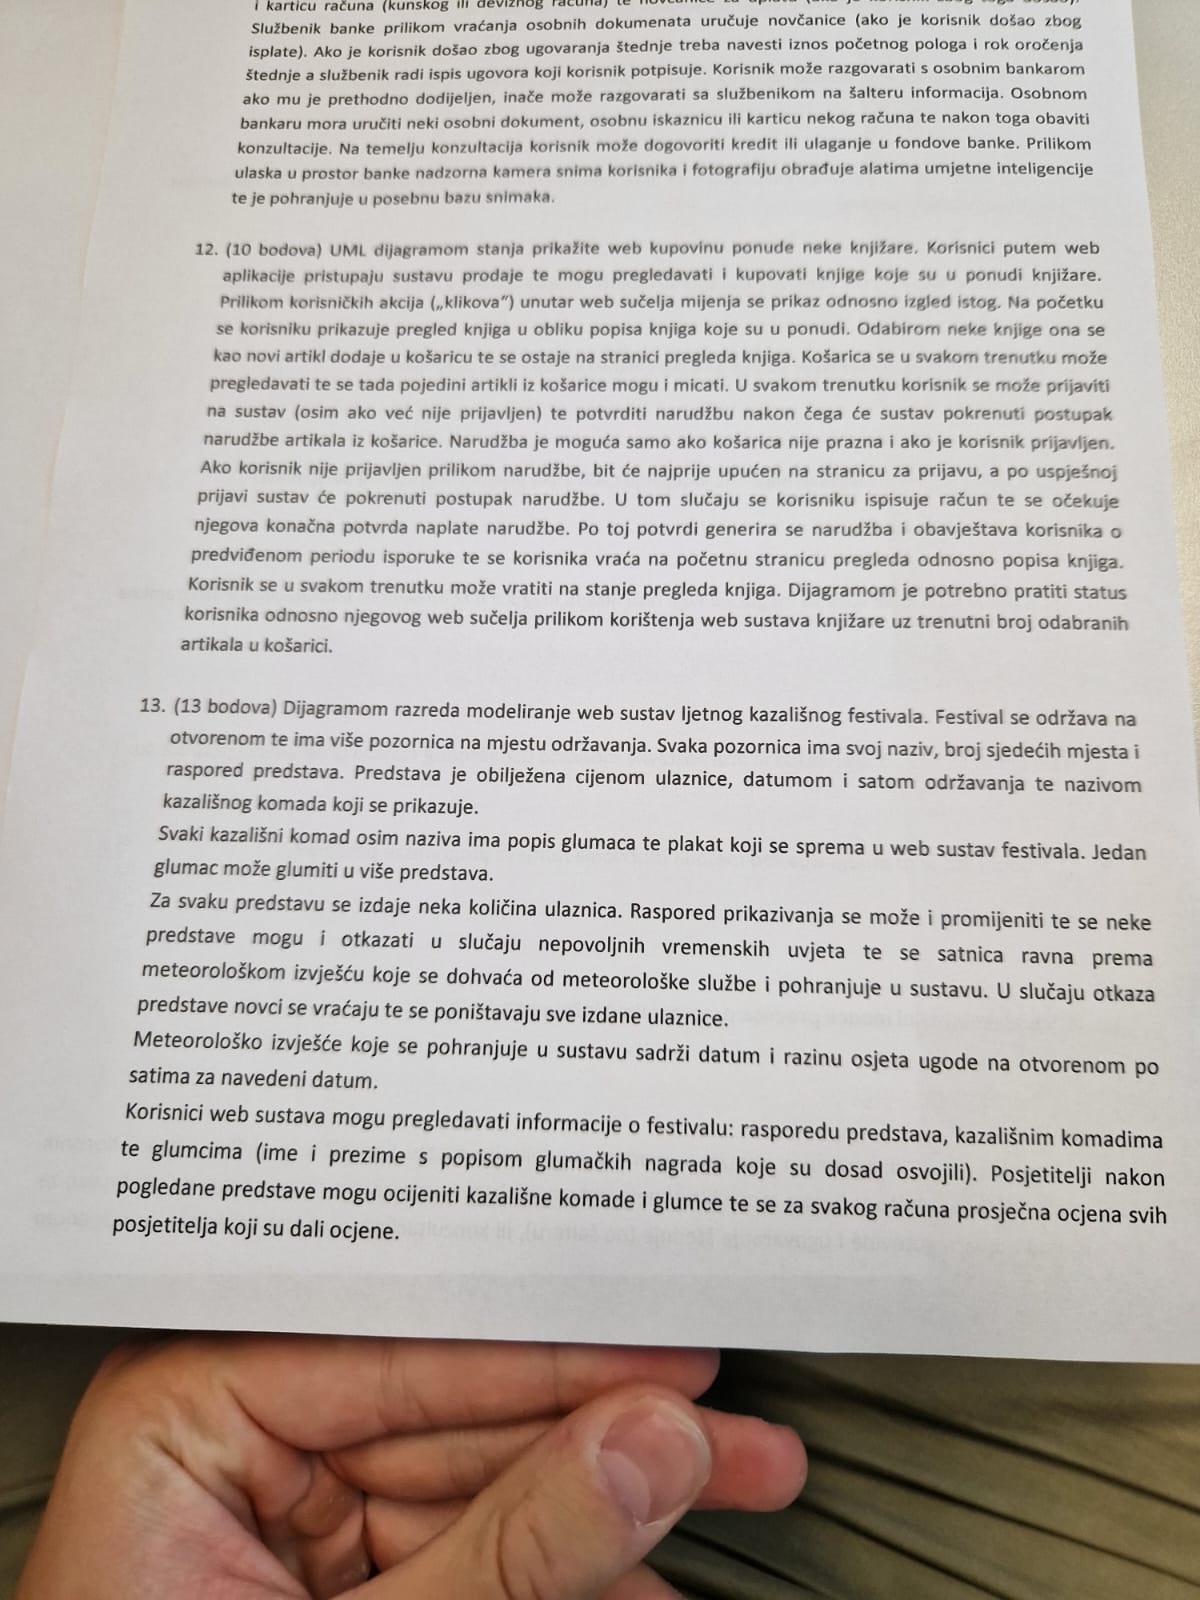 i karticu računa (kunskog ili deviznog računa) te
Službenik banke prilikom vraćanja osobnih dokumenata uručuje novčanice (ako je korisnik došao zbog
isplate). Ako je korisnik došao zbog ugovaranja štednje treba navesti iznos početnog pologa i rok oročenja
štednje a službenik radi ispis ugovora koji korisnik potpisuje. Korisnik može razgovarati s osobnim bankarom
ako mu je prethodno dodijeljen, inače može razgovarati sa službenikom na šalteru informacija. Osobnom
bankaru mora uručiti neki osobni dokument, osobnu iskaznicu ili karticu nekog računa te nakon toga obaviti
konzultacije. Na temelju konzultacija korisnik može dogovoriti kredit ili ulaganje u fondove banke. Prilikom
ulaska u prostor banke nadzorna kamera snima korisnika i fotografiju obrađuje alatima umjetne inteligencije
te je pohranjuje u posebnu bazu snimaka.
12. (10 bodova) UML dijagramom stanja prikažite web kupovinu ponude neke knjižare. Korisnici putem web
aplikacije pristupaju sustavu prodaje te mogu pregledavati i kupovati knjige koje su u ponudi knjižare.
Prilikom korisničkih akcija („klikova") unutar web sučelja mijenja se prikaz odnosno izgled istog. Na početku
se korisniku prikazuje pregled knjiga u obliku popisa knjiga koje su u ponudi. Odabirom neke knjige ona se
kao novi artikl dodaje u košaricu te se ostaje na stranici pregleda knjiga. Košarica se u svakom trenutku može
pregledavati te se tada pojedini artikli iz košarice mogu i micati. U svakom trenutku korisnik se može prijaviti
na sustav (osim ako već nije prijavljen) te potvrditi narudžbu nakon čega će sustav pokrenuti postupak
narudžbe artikala iz košarice. Narudžba je moguća samo ako košarica nije prazna i ako je korisnik prijavljen.
Ako korisnik nije prijavljen prilikom narudžbe, bit će najprije upućen na stranicu za prijavu, a po uspješnoj
prijavi sustav će pokrenuti postupak narudžbe. U tom slučaju se korisniku ispisuje račun te se očekuje
njegova konačna potvrda naplate narudžbe. Po toj potvrdi generira se narudžba i obavještava korisnika o
predviđenom periodu isporuke te se korisnika vraća na početnu stranicu pregleda odnosno popisa knjiga.
Korisnik se u svakom trenutku može vratiti na stanje pregleda knjiga. Dijagramom je potrebno pratiti status
korisnika odnosno njegovog web sučelja prilikom korištenja web sustava knjižare uz trenutni broj odabranih
artikala u košarici.
13. (13 bodova) Dijagramom razreda modeliranje web sustav ljetnog kazališnog festivala. Festival se održava na
otvorenom te ima više pozornica na mjestu održavanja. Svaka pozornica ima svoj naziv, broj sjedećih mjesta i
raspored predstava. Predstava je obilježena cijenom ulaznice, datumom i satom održavanja te nazivom
kazališnog komada koji se prikazuje.
Svaki kazališni komad osim naziva ima popis glumaca te plakat koji se sprema u web sustav festivala. Jedan
glumac može glumiti u više predstava.
Za svaku predstavu se izdaje neka količina ulaznica. Raspored prikazivanja se može i promijeniti te se neke
predstave mogu i otkazati u slučaju nepovoljnih vremenskih uvjeta te se satnica ravna prema
meteorološkom izvješću koje se dohvaća od meteorološke službe i pohranjuje u sustavu. U slučaju otkaza
predstave novci se vraćaju te se poništavaju sve izdane ulaznice.
Meteorološko izvješće koje se pohranjuje u sustavu sadrži datum i razinu osjeta ugode na otvorenom po
satima za navedeni datum.
Korisnici web sustava mogu pregledavati informacije o festivalu: rasporedu predstava, kazališnim komadima
te glumcima (ime i prezime s popisom glumačkih nagrada koje su dosad osvojili). Posjetitelji nakon
pogledane predstave mogu ocijeniti kazališne komade i glumce te se za svakog računa prosječna ocjena svih
posjetitelja koji su dali ocjene.